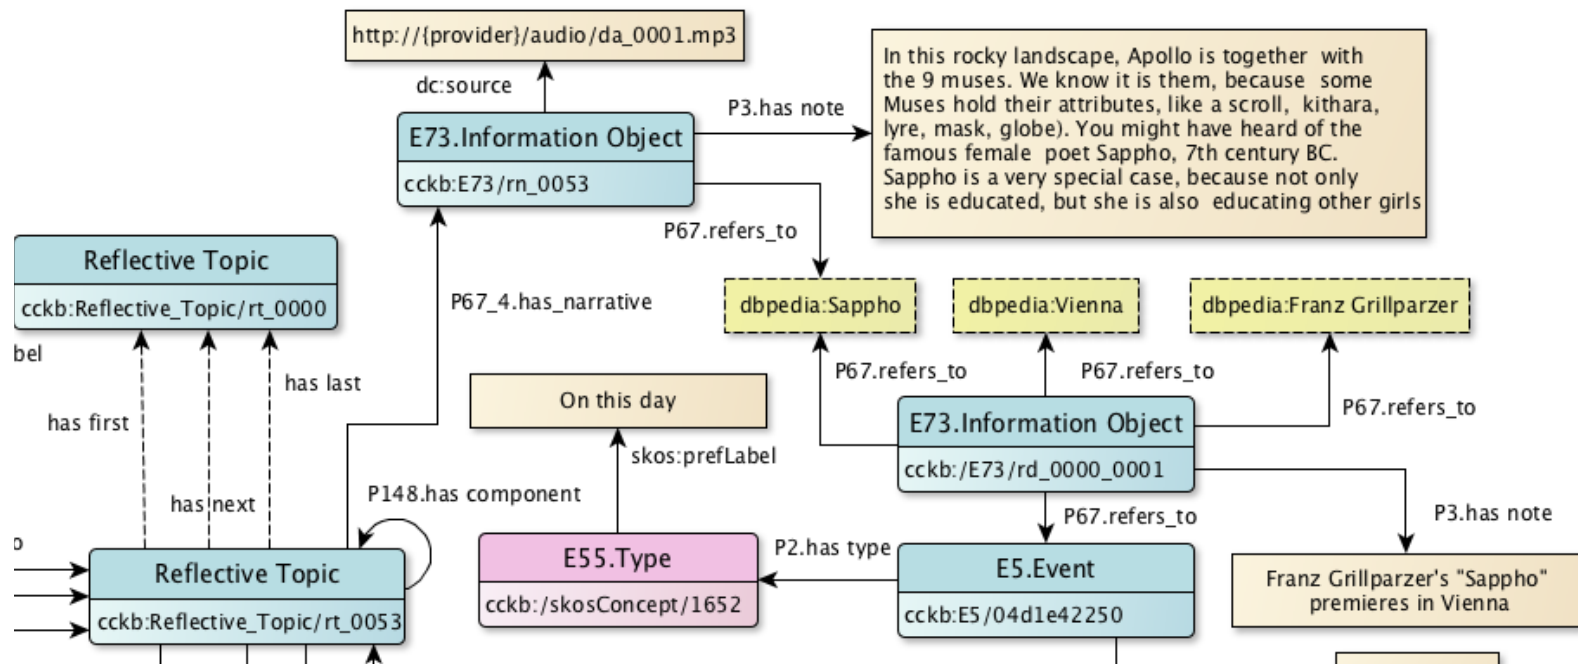 http://{provider}/audio/da_0001.mp3
dc:source
In this rocky landscape, Apollo is together with
the 9 muses. We know it is them, because some
Muses hold their attributes, like a scroll, kithara,
lyre, mask, globe). You might have heard of the
famous female poet Sappho, 7th century BC.
Sappho is a very special case, because not only
she is educated, but she is also educating other girls
P3.has note
E73.Information Object
cckb:E73/rn_0053
P67.refers_to
Reflective Topic
cckb:Reflective_Topic/rt_0000
P67_4.has_narrative
dbpedia:Sappho
dbpedia:Vienna
dbpedia:Franz Grillparzer
bel
has last
has first
has next
On this day
skos:prefLabel
P67.refers_to
P67.refers_to
P67.refers_to
E73.Information Object
cckb:/E73/rd_0000_0001
P148.has component
P67.refers_to
P3.has note
o
Reflective Topic
cckb:Reflective_Topic/rt_0053
E55.Type
cckb:/skosConcept/1652
P2.has type
E5.Event
cckb:E5/04d1e42250
Franz Grillparzer's "Sappho"
premieres in Vienna